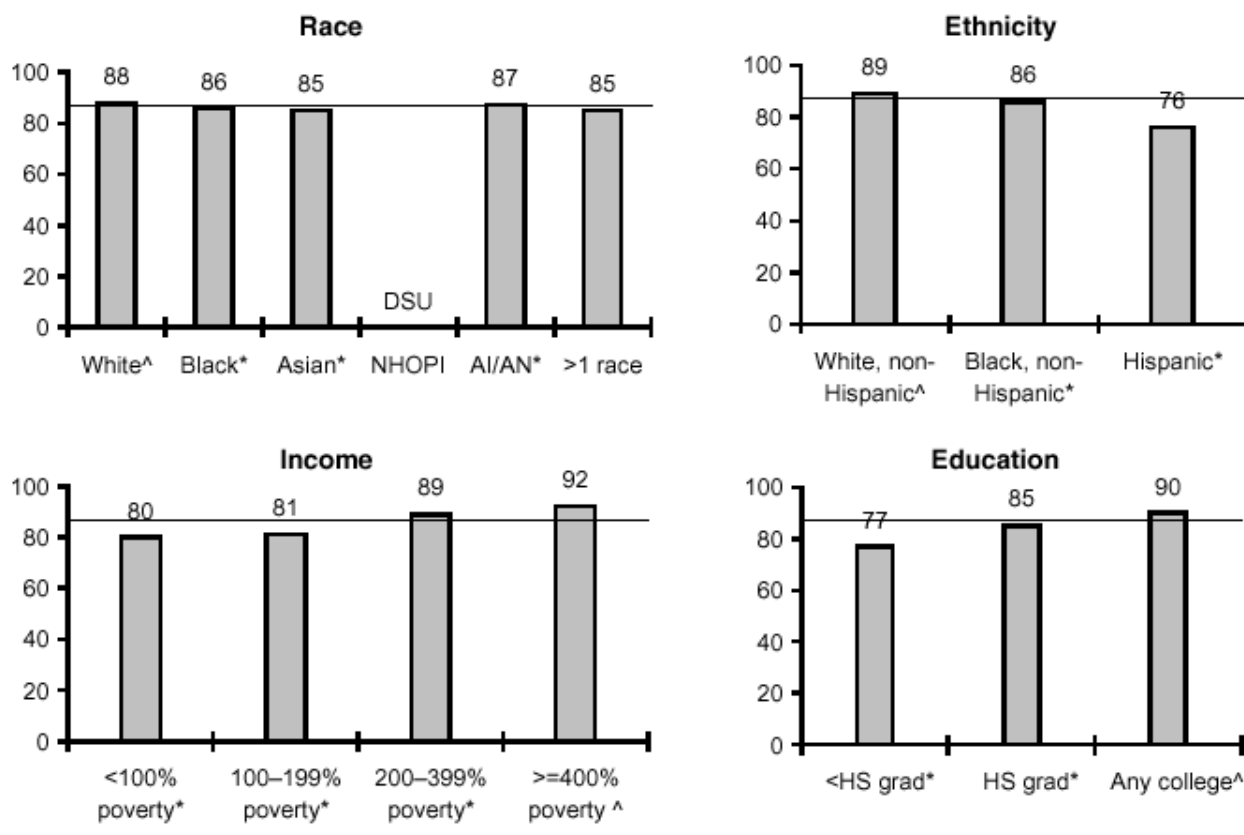 Race
100
80
60
40
20
0
88
86
85
DSU
87
85
White^
Black*
Asian*
NHOPI
AI/AN*
>1 race
Ethnicity
100
80
60
40
20
0
89
86
76
White, non-
Hispanic^
Black, non-
Hispanic*
Hispanic*
Income
100
80
60
40
20
0
80
81
89
92
<100%
poverty*
100–199%
poverty*
200–399%
poverty*
>=400%
poverty ^
Education
100
80
60
40
20
0
77
85
90
<HS grad*
HS grad*
Any college^